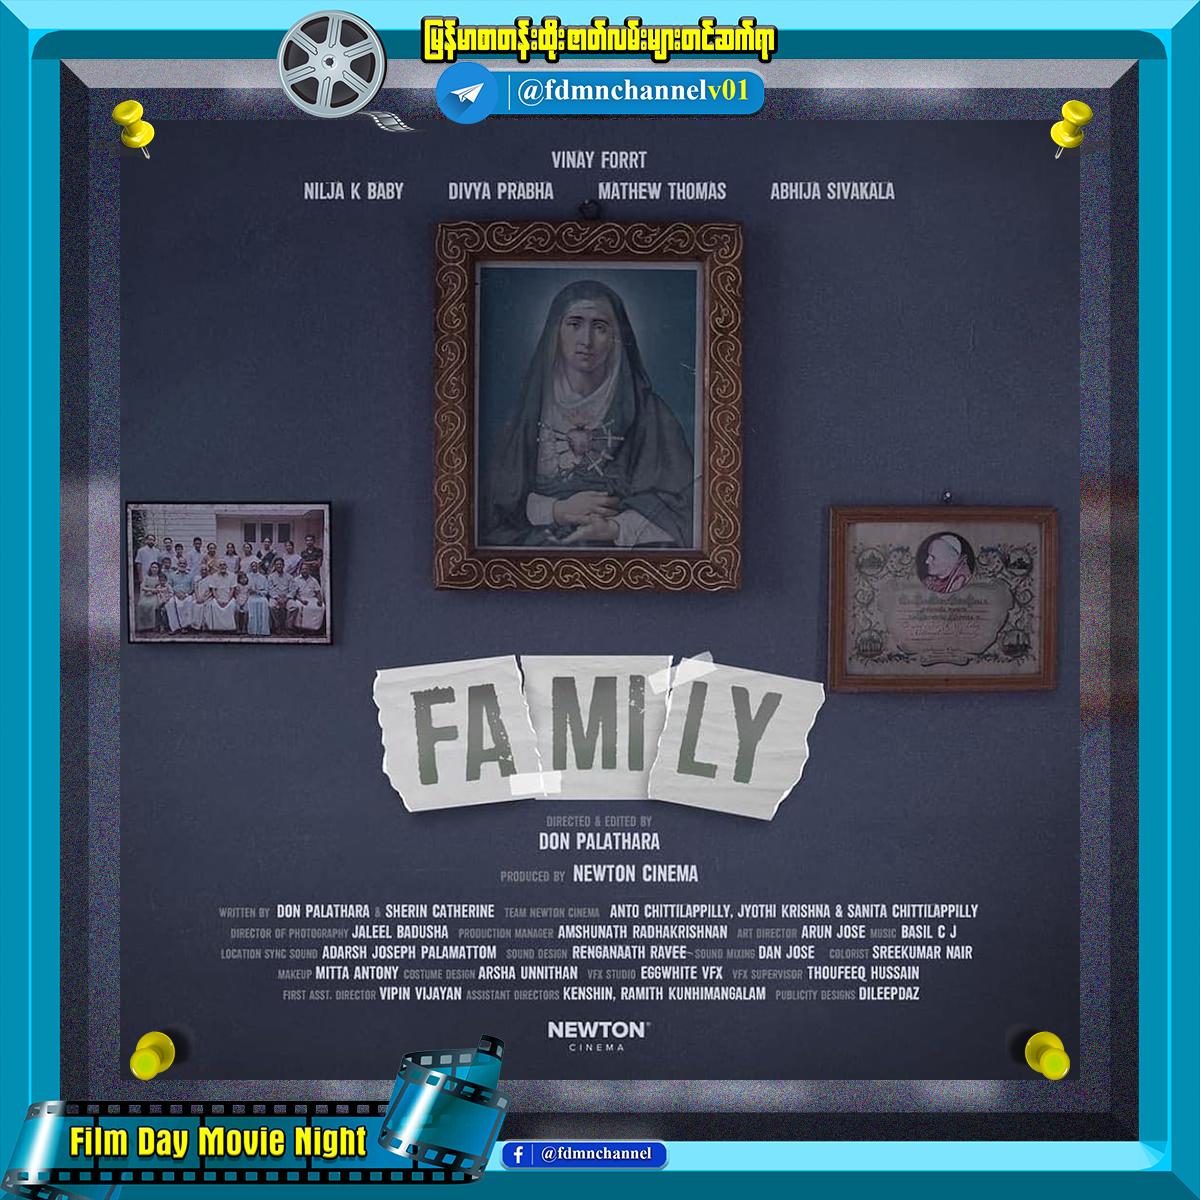 မြန်မာစာတန်းထိုး ဇာတ်လမ်းများတင်ဆက်ရာ
@fdmnchannelv01
VINAY FORRT
NILJA K BABY DIVYA PRABHA MATHEW THOMAS ABHIJA SIVAKALA
FAMILY
DIRECTED & EDITED BY
DON PALATHARA
PRODUCED BY NEWTON CINEMA
WRITTEN BY DON PALATHARA & SHERIN CATHERINE TEAM NEWTON CINEMA ANTO CHITTILAPPILLY, JYOTHI KRISHNA & SANITA CHITTILAPPILLY
DIRECTOR OF PHOTOGRAPHY JALEEL BADUSHA PRODUCTION MANAGER AMSHUNATH RADHAKRISHNAN ART DIRECTOR ARUN JOSE MUSIC BASIL C J
LOCATION SYNC SOUND ADARSH JOSEPH PALAMATTOM SOUND DESIGN RENGANAATH RAVEE SOUND MIXING DAN JOSE COLORIST SREEKUMAR NAIR
MAKEUP MITTA ANTONY COSTUME DESIGN ARSHA UNNITHAN VFX STUDIO EGGWHITE VFX VFX SUPERVISOR THOUFEEQ HUSSAIN
FIRST ASST. DIRECTOR VIPIN VIJAYAN ASSISTANT DIRECTORS KENSHIN, RAMITH KUNHIMANGALAM PUBLICITY DESIGNS DILEEPDAZ
NEWTON
CINEMA
Film Day Movie Night
@fdmnchannel